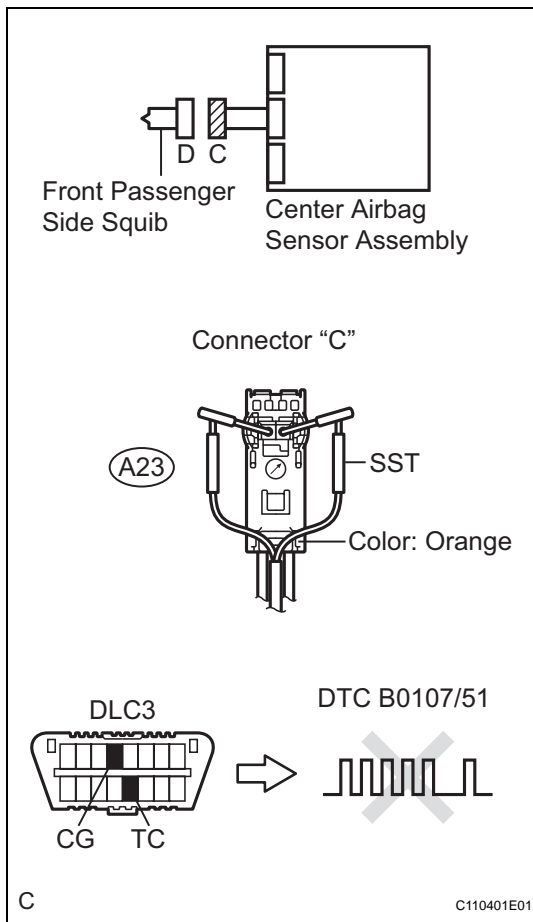 D C
Front Passenger
Side Squib
Center Airbag
Sensor Assembly
Connector “C”
A23
SST
Color: Orange
DLC3
DTC B0107/51
CG TC
C
C110401E01